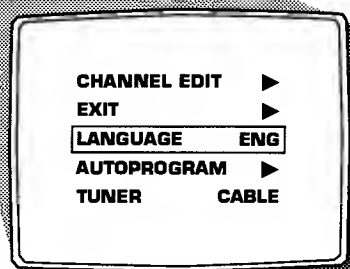 CHANNEL EDIT ▶
EXIT ▶
LANGUAGE ENG
AUTOPROGRAM ▶
TUNER CABLE